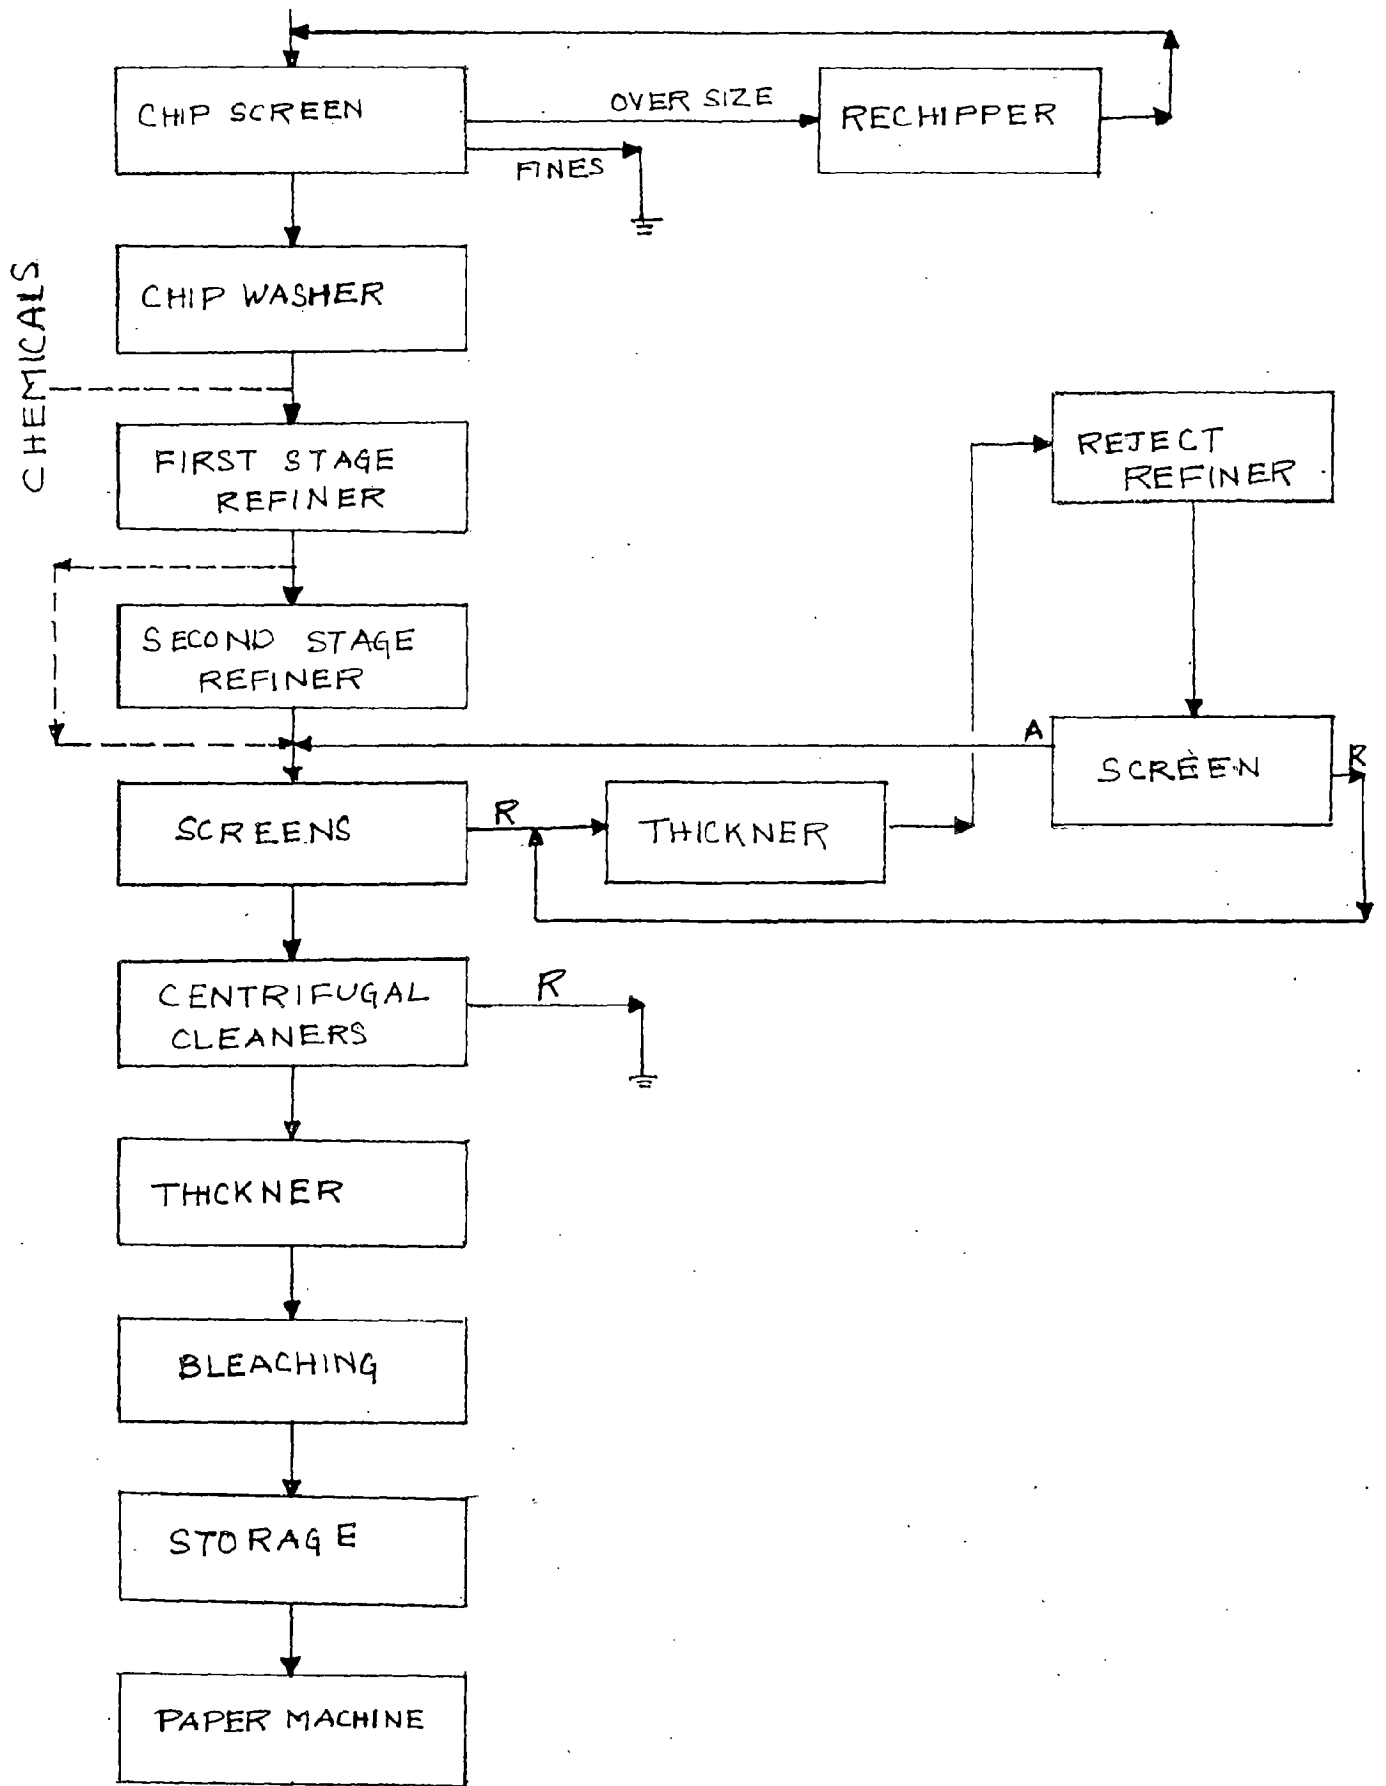 CHIP SCREEN
OVER SIZE
RECHIPPER
FINES
CHIP WASHER
CHEMICALS
FIRST STAGE
REFINER
REJECT
REFINER
SECOND STAGE
REFINER
A
SCREEN
R
SCREENS
R
THICKNER
CENTRIFUGAL
CLEANERS
R
THICKNER
BLEACHING
STORAGE
PAPER MACHINE